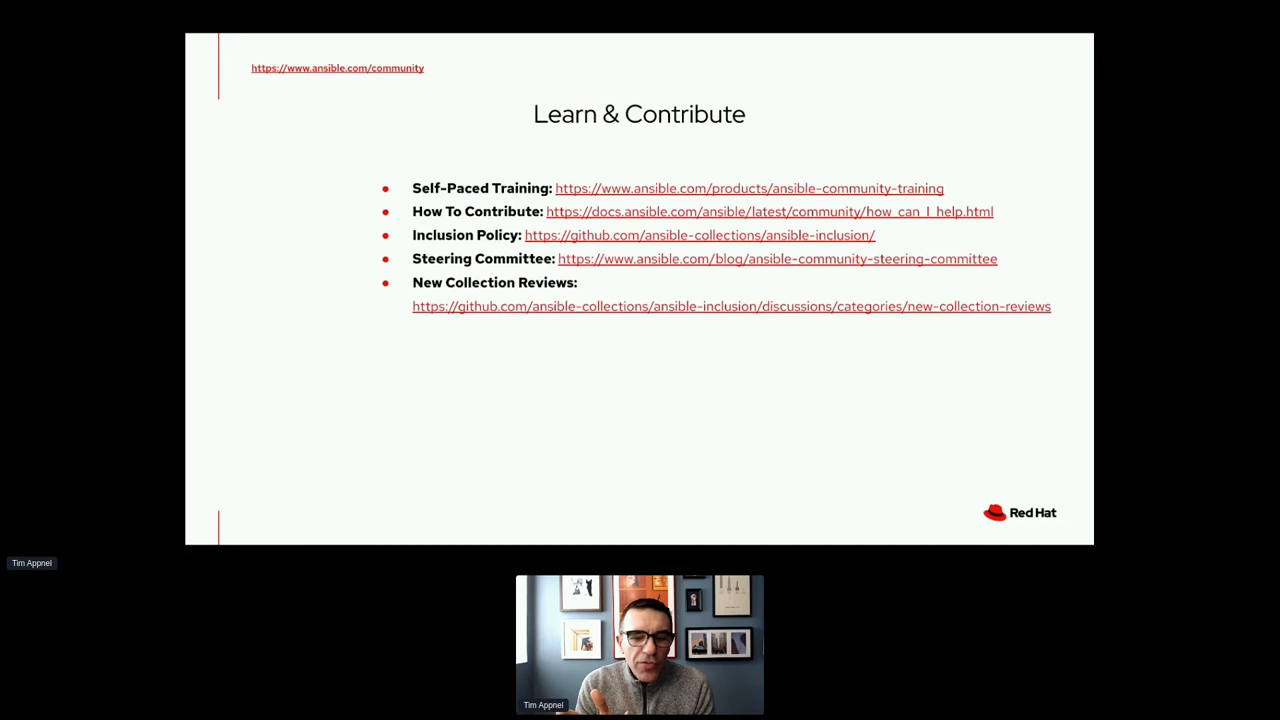 https://www.ansible.com/community
Learn & Contribute
● Self-Paced Training: https://www.ansible.com/products/ansible-community-training
● How To Contribute: https://docs.ansible.com/ansible/latest/community/how_can_I_help.html
● Inclusion Policy: https://github.com/ansible-collections/ansible-inclusion/
● Steering Committee: https://www.ansible.com/blog/ansible-community-steering-committee
● New Collection Reviews:
https://github.com/ansible-collections/ansible-inclusion/discussions/categories/new-collection-reviews
Red Hat
Tim Appnel
Tim Appnel